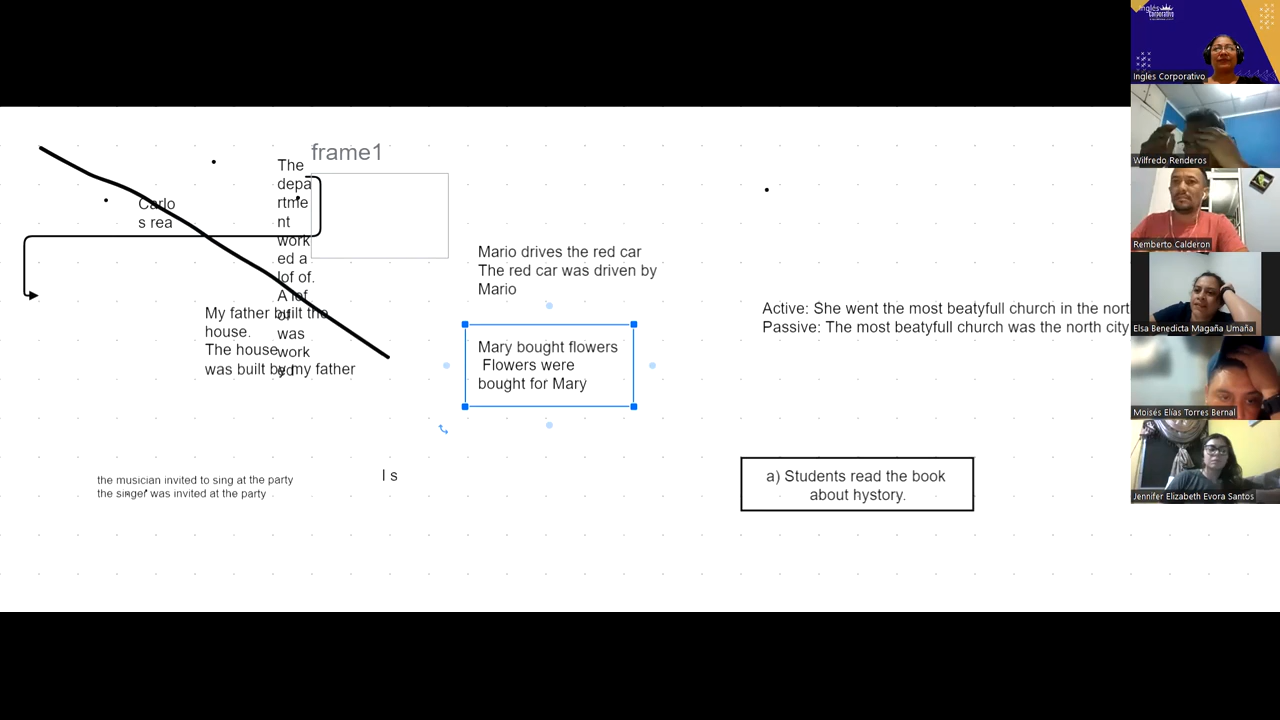 frame1
The
depa
rtme
nt
work
ed a
lof of.
A lof
of
was
work
ed
Carlo
s rea
My father built the
house.
The house
was built by my father
Mario drives the red car
The red car was driven by
Mario
Mary bought flowers
Flowers were
bought for Mary
the musician invited to sing at the party
the singer was invited at the party
I s
Active: She went the most beatyfull church in the nort
Passive: The most beatyfull church was the north city
a) Students read the book
about hystory.
Inglés
corporativo
Ingles Corporativo
Wilfredo Renderos
Remberto Calderon
Elsa Benedicta Magaña Umaña
Moisés Elías Torres Bernal
Jennifer Elizabeth Evora Santos